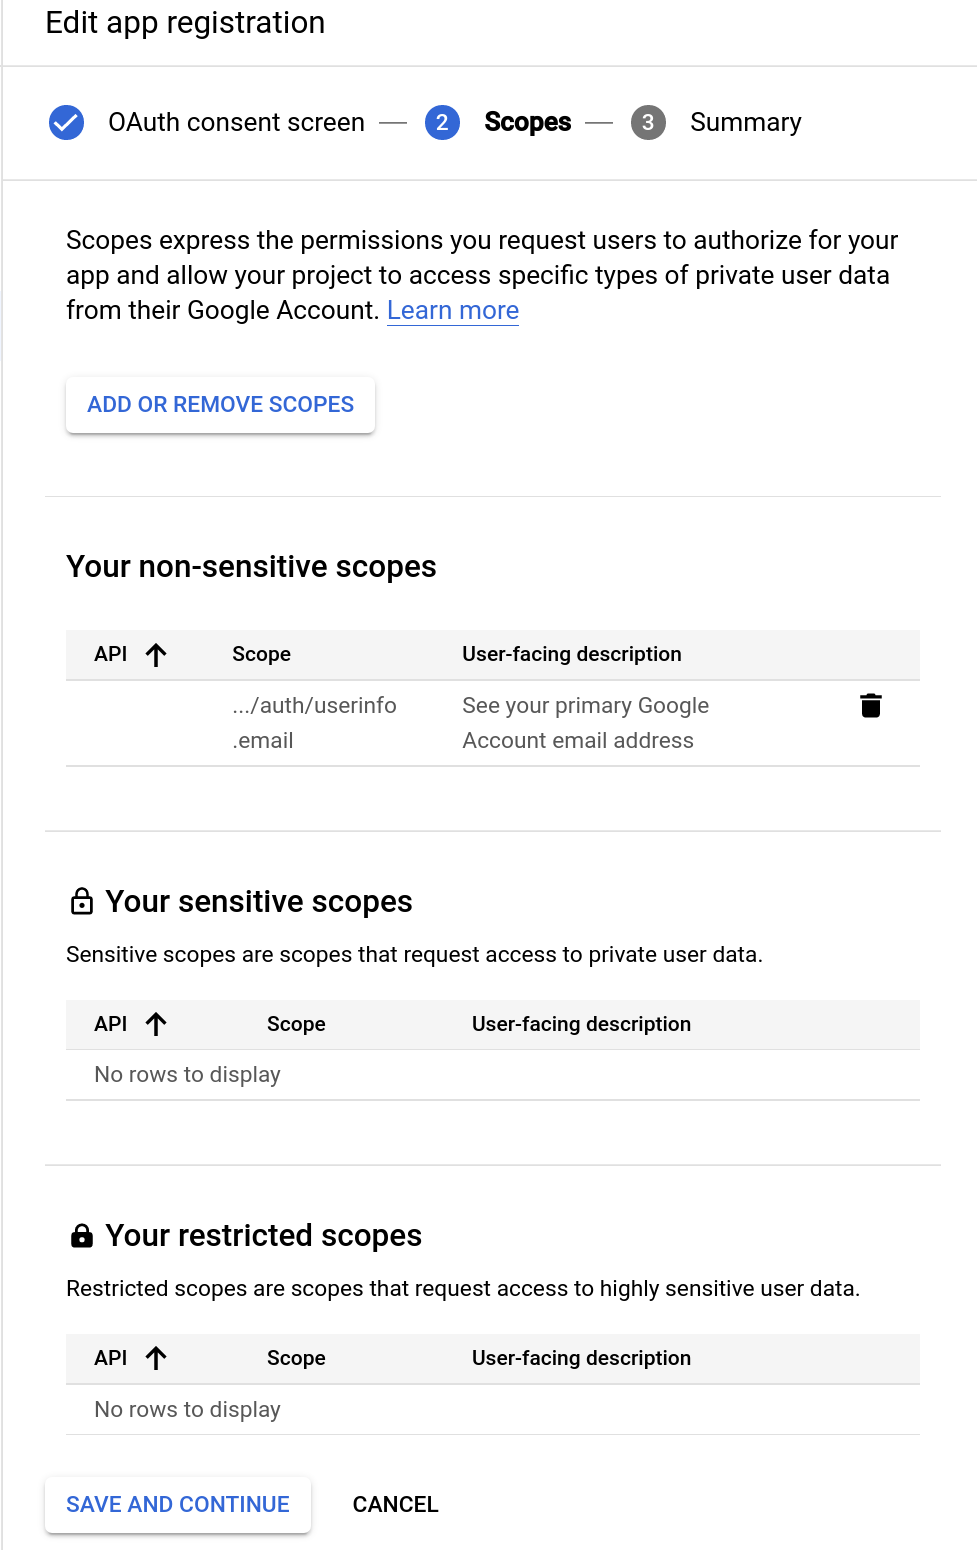 Edit app registration
OAuth consent screen — 2 Scopes — 3 Summary
Scopes express the permissions you request users to authorize for your
app and allow your project to access specific types of private user data
from their Google Account. Learn more
ADD OR REMOVE SCOPES
Your non-sensitive scopes
API Scope User-facing description
.../auth/userinfo See your primary Google
.email Account email address
Your sensitive scopes
Sensitive scopes are scopes that request access to private user data.
API Scope User-facing description
No rows to display
Your restricted scopes
Restricted scopes are scopes that request access to highly sensitive user data.
API Scope User-facing description
No rows to display
SAVE AND CONTINUE CANCEL